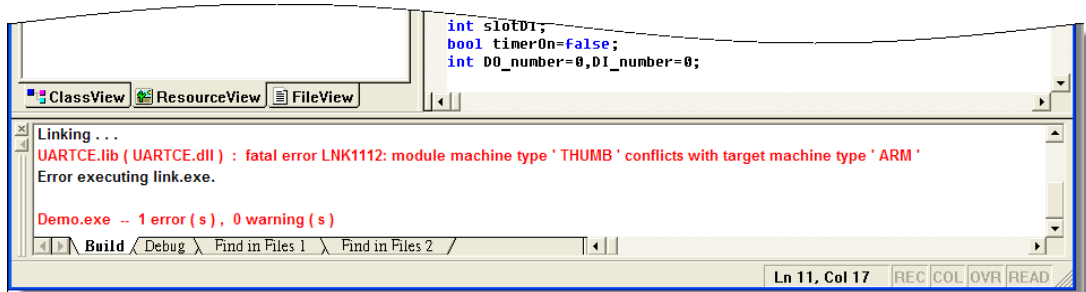 int slotDI;
bool timerOn=false;
int DO_number=0,DI_number=0;
ClassView ResourceView FileView
Linking . . .
UARTCE.lib ( UARTCE.dll ) : fatal error LNK1112: module machine type ' THUMB ' conflicts with target machine type ' ARM '
Error executing link.exe.
Demo.exe -- 1 error ( s ) , 0 warning ( s )
Build Debug Find in Files 1 Find in Files 2
Ln 11, Col 17 REC COL OVR READ